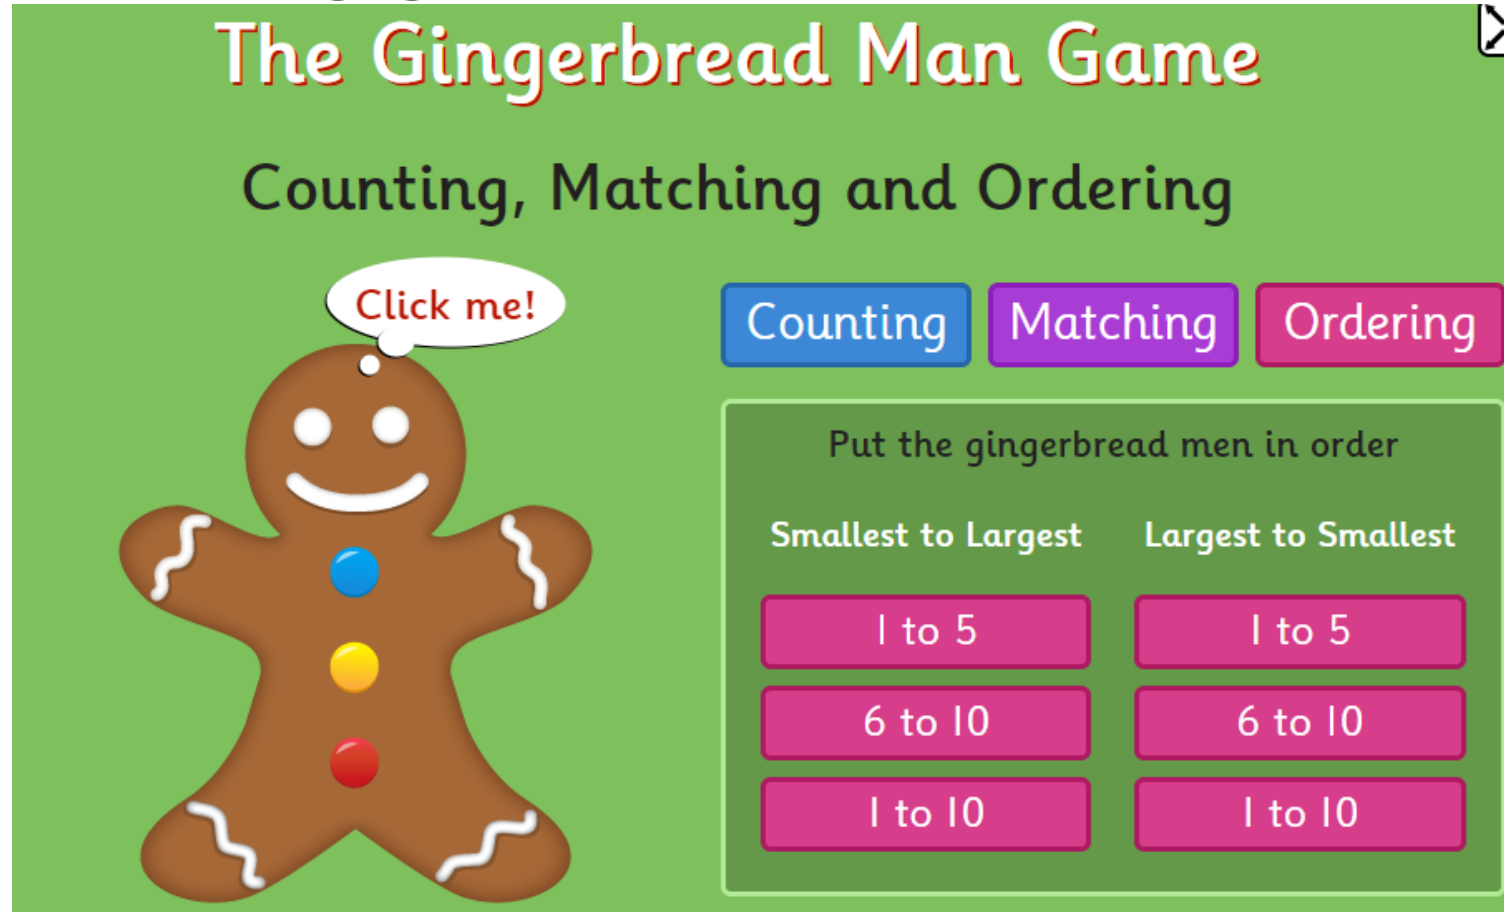 The Gingerbread Man Game
Counting, Matching and Ordering
Click me!
Counting Matching Ordering
Put the gingerbread men in order
Smallest to Largest Largest to Smallest
1 to 5 1 to 5
6 to 10 6 to 10
1 to 10 1 to 10